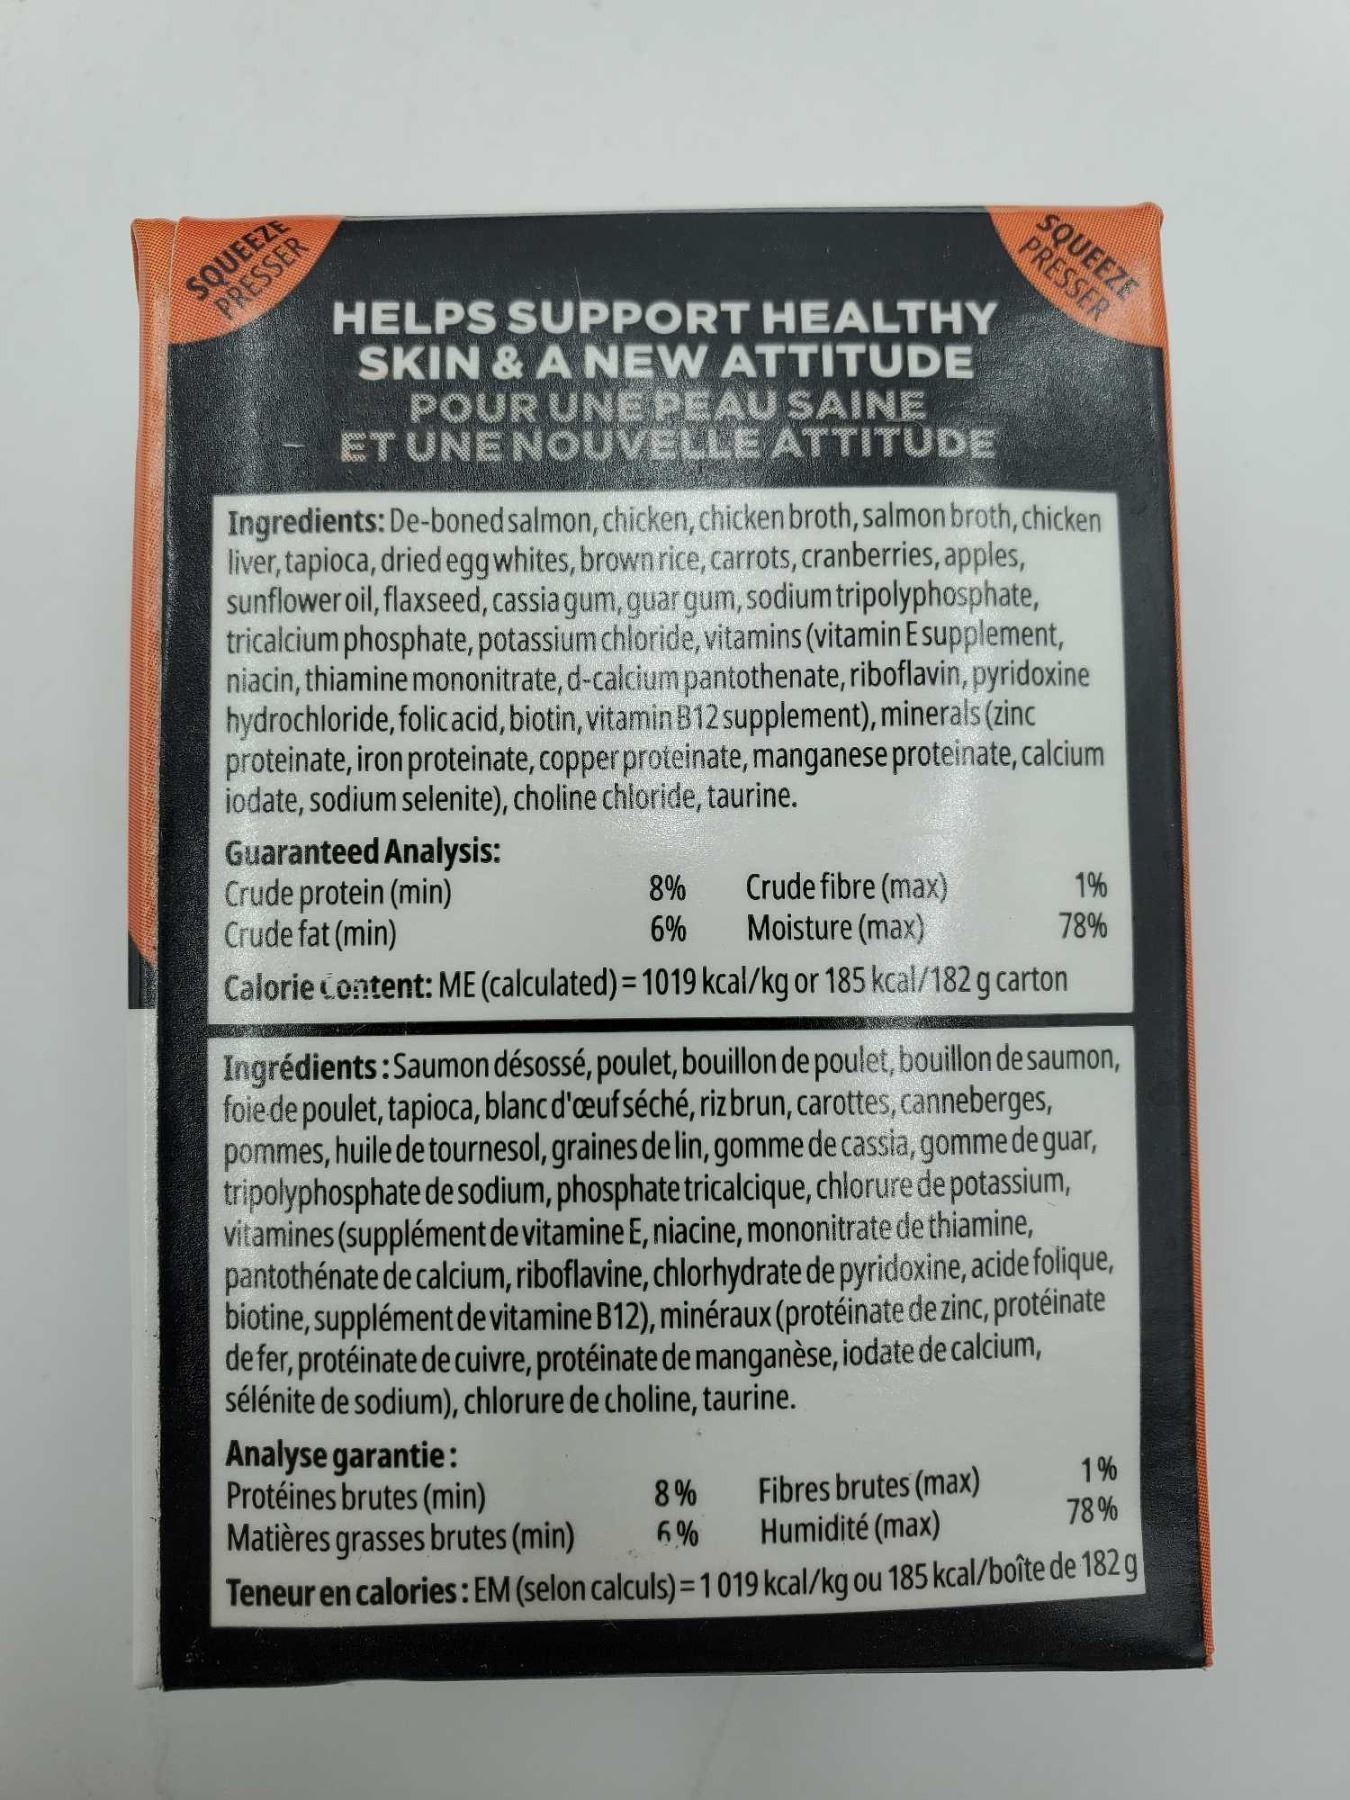 SQUEEZE
PRESSER
SQUEEZE
PRESSER
HELPS SUPPORT HEALTHY
SKIN & A NEW ATTITUDE
POUR UNE PEAU SAINE
ET UNE NOUVELLE ATTITUDE
Ingredients: De-boned salmon, chicken, chicken broth, salmon broth, chicken
liver, tapioca, dried egg whites, brown rice, carrots, cranberries, apples,
sunflower oil, flaxseed, cassia gum, guar gum, sodium tripolyphosphate,
tricalcium phosphate, potassium chloride, vitamins (vitamin E supplement,
niacin, thiamine mononitrate, d-calcium pantothenate, riboflavin, pyridoxine
hydrochloride, folic acid, biotin, vitamin B12 supplement), minerals (zinc
proteinate, iron proteinate, copper proteinate, manganese proteinate, calcium
iodate, sodium selenite), choline chloride, taurine.
Guaranteed Analysis:
Crude protein (min) 8% Crude fibre (max) 1%
Crude fat (min) 6% Moisture (max) 78%
Calorie Content: ME (calculated) = 1019 kcal/kg or 185 kcal/182 g carton
Ingrédients : Saumon désossé, poulet, bouillon de poulet, bouillon de saumon,
foie de poulet, tapioca, blanc d'œuf séché, riz brun, carottes, canneberges,
pommes, huile de tournesol, graines de lin, gomme de cassia, gomme de guar,
tripolyphosphate de sodium, phosphate tricalcique, chlorure de potassium,
vitamines (supplément de vitamine E, niacine, mononitrate de thiamine,
pantothénate de calcium, riboflavine, chlorhydrate de pyridoxine, acide folique,
biotine, supplément de vitamine B12), minéraux (protéinate de zinc, protéinate
de fer, protéinate de cuivre, protéinate de manganèse, iodate de calcium,
sélénite de sodium), chlorure de choline, taurine.
Analyse garantie :
Protéines brutes (min) 8 % Fibres brutes (max) 1 %
Matières grasses brutes (min) 6 % Humidité (max) 78 %
Teneur en calories : EM (selon calculs) = 1 019 kcal/kg ou 185 kcal/boîte de 182 g